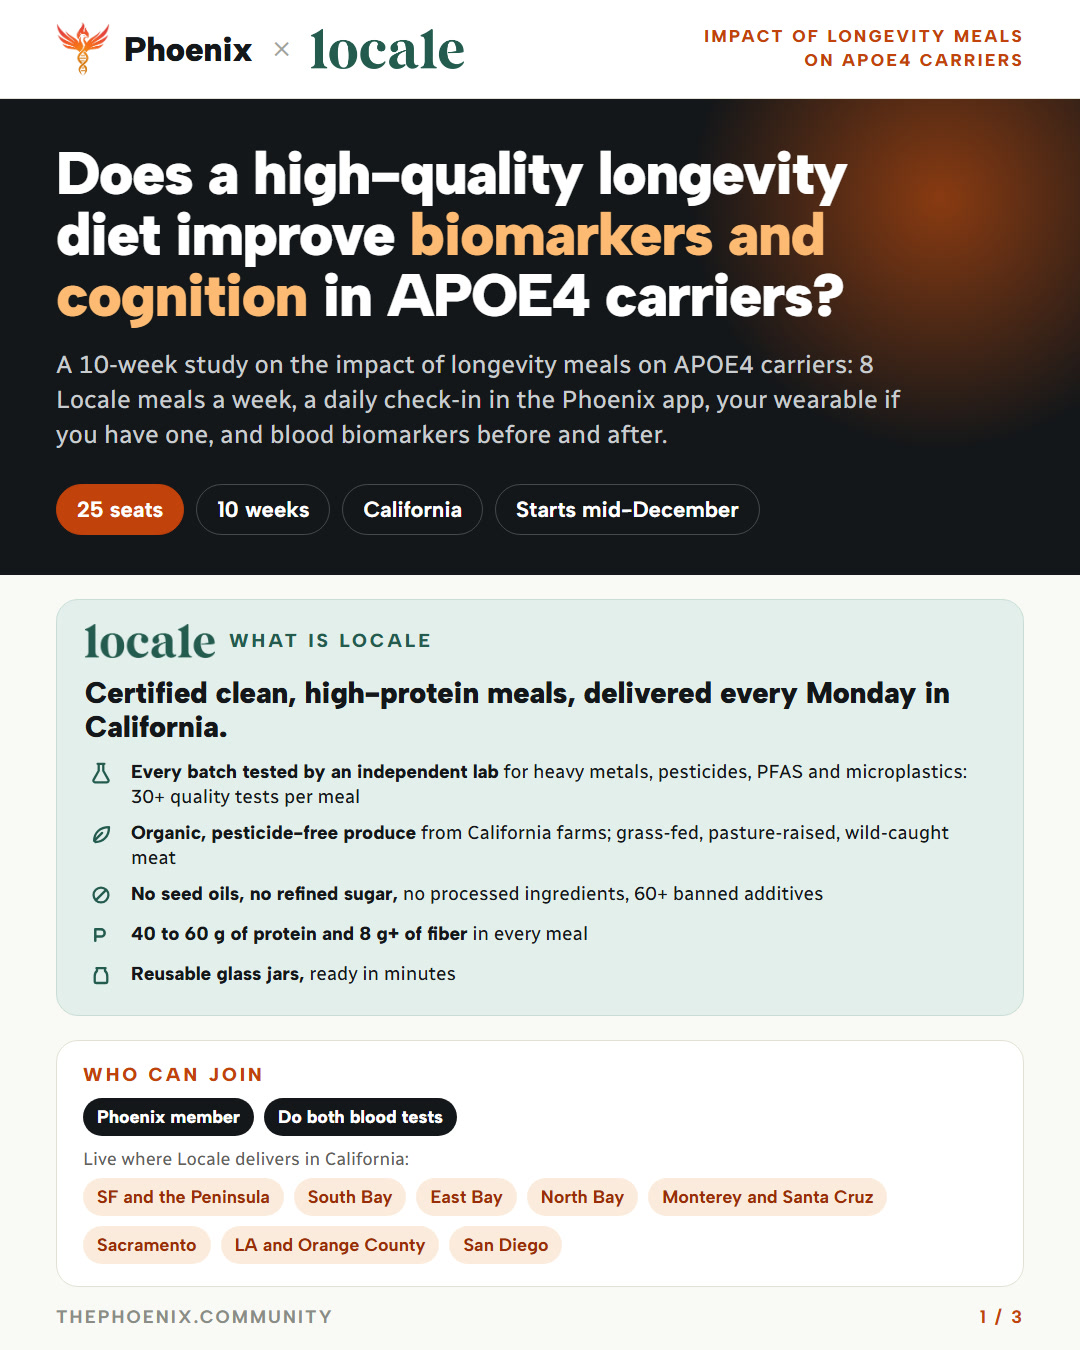 Phoenix × locale
IMPACT OF LONGEVITY MEALS
ON APOE4 CARRIERS
Does a high-quality longevity
diet improve biomarkers and
cognition in APOE4 carriers?
A 10-week study on the impact of longevity meals on APOE4 carriers: 8
Locale meals a week, a daily check-in in the Phoenix app, your wearable if
you have one, and blood biomarkers before and after.
25 seats
10 weeks
California
Starts mid-December
locale WHAT IS LOCALE
Certified clean, high-protein meals, delivered every Monday in
California.
Every batch tested by an independent lab for heavy metals, pesticides, PFAS and microplastics:
30+ quality tests per meal
Organic, pesticide-free produce from California farms; grass-fed, pasture-raised, wild-caught
meat
No seed oils, no refined sugar, no processed ingredients, 60+ banned additives
P 40 to 60 g of protein and 8 g+ of fiber in every meal
Reusable glass jars, ready in minutes
WHO CAN JOIN
Phoenix member
Do both blood tests
Live where Locale delivers in California:
SF and the Peninsula
South Bay
East Bay
North Bay
Monterey and Santa Cruz
Sacramento
LA and Orange County
San Diego
THEPHOENIX.COMMUNITY
1 / 3